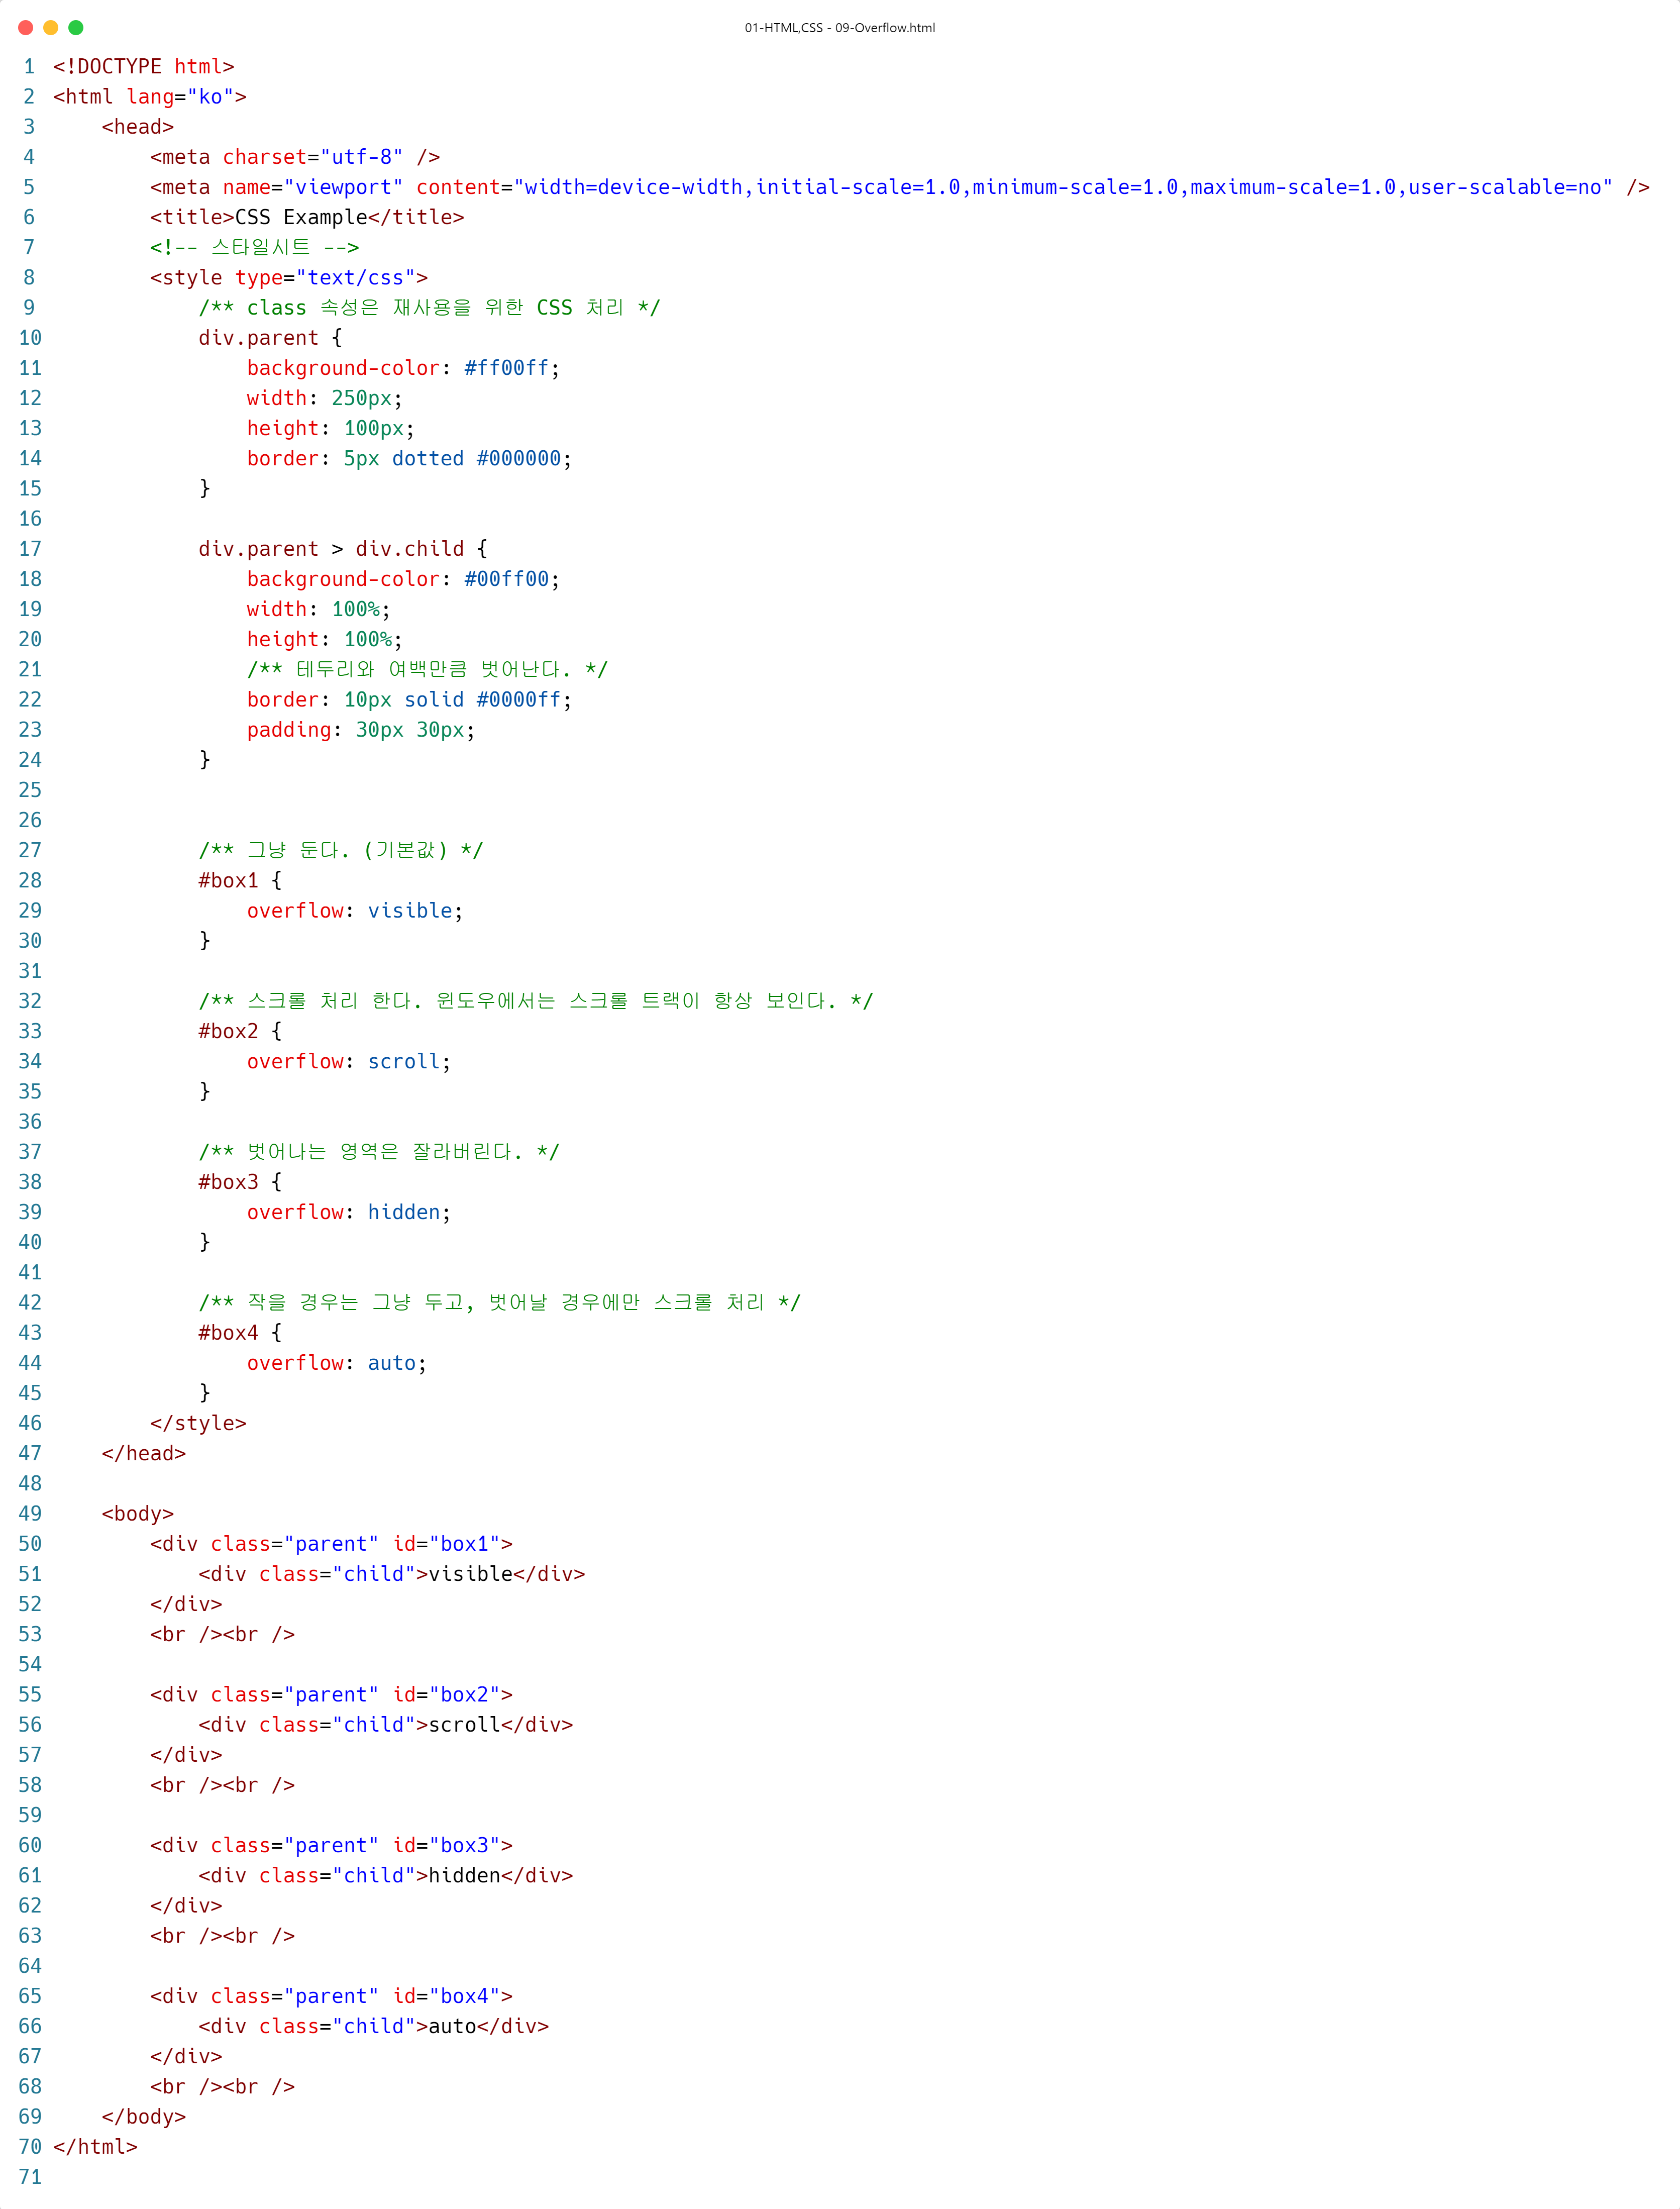 01-HTML,CSS - 09-Overflow.html
1 <!DOCTYPE html>
2 <html lang="ko">
3     <head>
4         <meta charset="utf-8" />
5         <meta name="viewport" content="width=device-width,initial-scale=1.0,minimum-scale=1.0,maximum-scale=1.0,user-scalable=no" />
6         <title>CSS Example</title>
7         <!-- 스타일시트 -->
8         <style type="text/css">
9             /** class 속성은 재사용을 위한 CSS 처리 */
10             div.parent {
11                 background-color: #ff00ff;
12                 width: 250px;
13                 height: 100px;
14                 border: 5px dotted #000000;
15             }
16
17             div.parent > div.child {
18                 background-color: #00ff00;
19                 width: 100%;
20                 height: 100%;
21                 /** 테두리와 여백만큼 벗어난다. */
22                 border: 10px solid #0000ff;
23                 padding: 30px 30px;
24             }
25
26
27             /** 그냥 둔다. (기본값) */
28             #box1 {
29                 overflow: visible;
30             }
31
32             /** 스크롤 처리 한다. 윈도우에서는 스크롤 트랙이 항상 보인다. */
33             #box2 {
34                 overflow: scroll;
35             }
36
37             /** 벗어나는 영역은 잘라버린다. */
38             #box3 {
39                 overflow: hidden;
40             }
41
42             /** 작을 경우는 그냥 두고, 벗어날 경우에만 스크롤 처리 */
43             #box4 {
44                 overflow: auto;
45             }
46         </style>
47     </head>
48
49     <body>
50         <div class="parent" id="box1">
51             <div class="child">visible</div>
52         </div>
53         <br /><br />
54
55         <div class="parent" id="box2">
56             <div class="child">scroll</div>
57         </div>
58         <br /><br />
59
60         <div class="parent" id="box3">
61             <div class="child">hidden</div>
62         </div>
63         <br /><br />
64
65         <div class="parent" id="box4">
66             <div class="child">auto</div>
67         </div>
68         <br /><br />
69     </body>
70 </html>
71